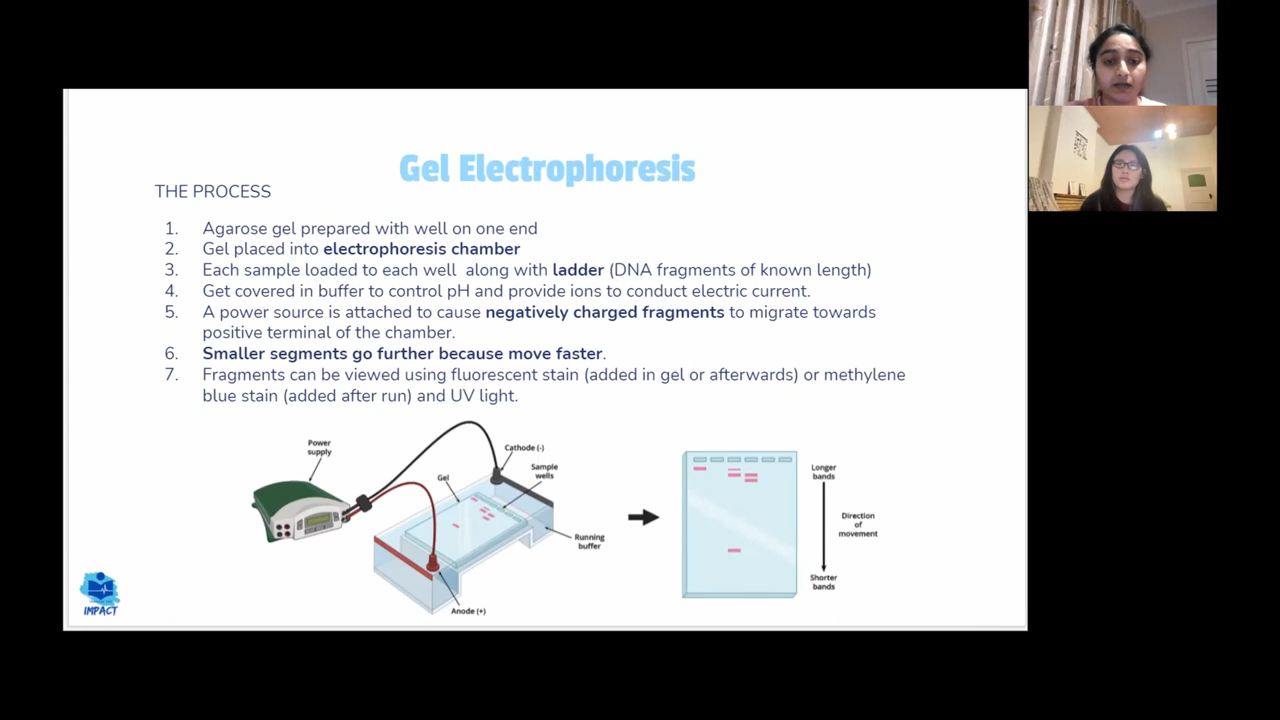 Gel Electrophoresis
THE PROCESS
1. Agarose gel prepared with well on one end
2. Gel placed into electrophoresis chamber
3. Each sample loaded to each well along with ladder (DNA fragments of known length)
4. Get covered in buffer to control pH and provide ions to conduct electric current.
5. A power source is attached to cause negatively charged fragments to migrate towards
positive terminal of the chamber.
6. Smaller segments go further because move faster.
7. Fragments can be viewed using fluorescent stain (added in gel or afterwards) or methylene
blue stain (added after run) and UV light.
Power
supply
Cathode (-)
Gel
Sample
wells
Running
buffer
Anode (+)
Longer
bands
Direction
of
movement
Shorter
bands
IMPACT